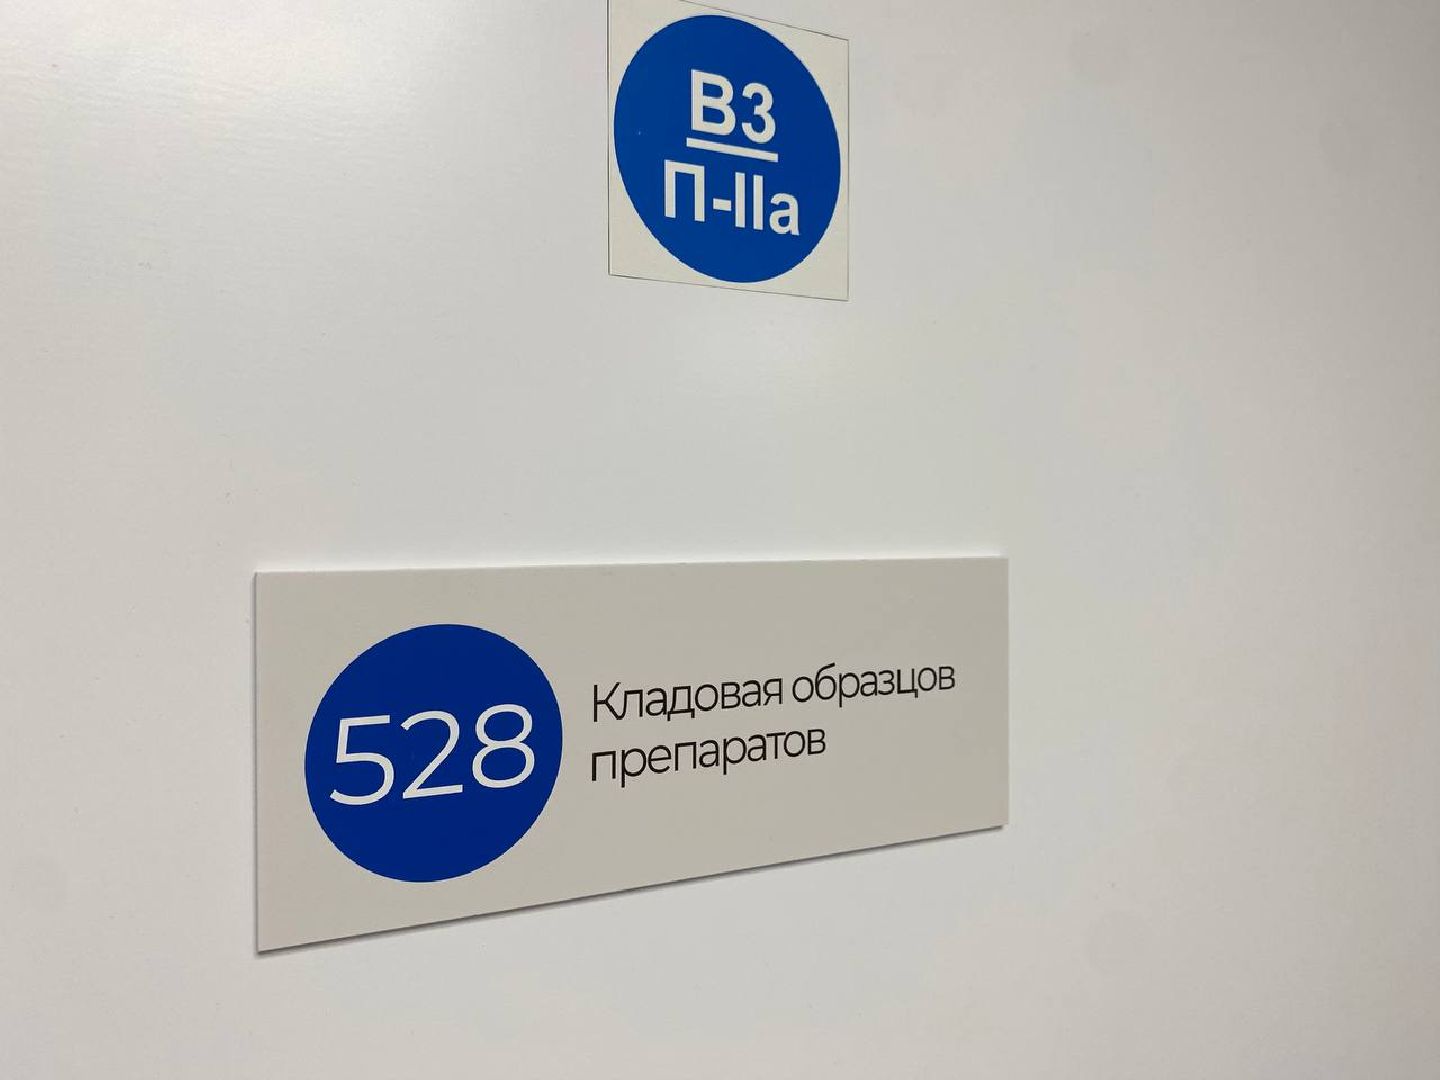 В3
П-IIа
528
Кладовая образцов
препаратов